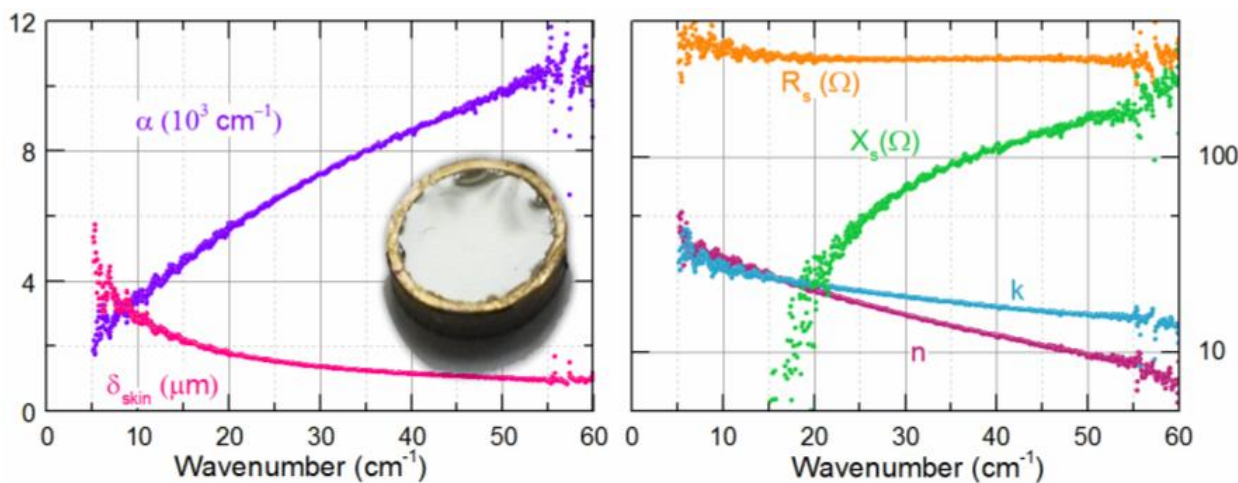 12
8
4
0
α (10³ cm⁻¹)
δskin (μm)
0 10 20 30 40 50 60
Wavenumber (cm⁻¹)
Rs (Ω)
Xs(Ω)
k
n
100
10
0 10 20 30 40 50 60
Wavenumber (cm⁻¹)